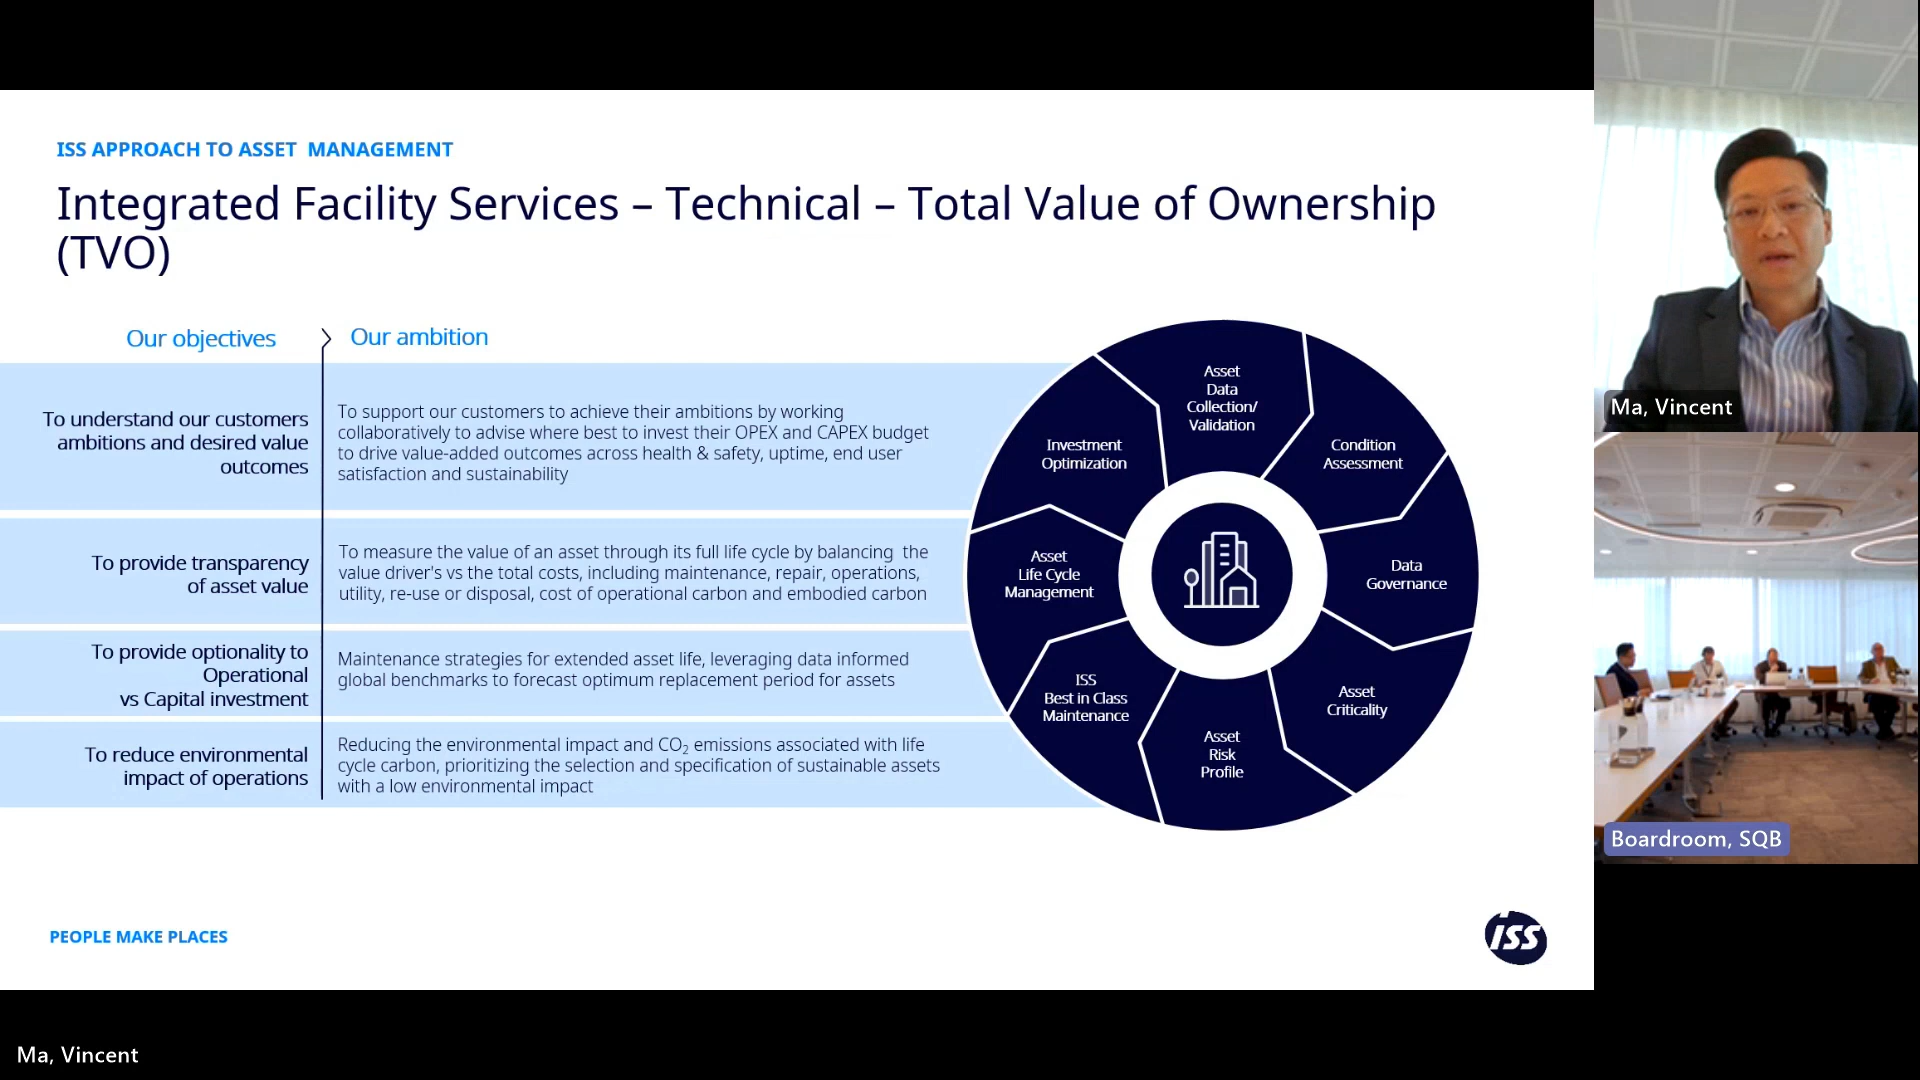 ISS APPROACH TO ASSET MANAGEMENT
Integrated Facility Services – Technical – Total Value of Ownership
(TVO)
Our objectives
Our ambition
To understand our customers
ambitions and desired value
outcomes
To support our customers to achieve their ambitions by working
collaboratively to advise where best to invest their OPEX and CAPEX budget
to drive value-added outcomes across health & safety, uptime, end user
satisfaction and sustainability
To provide transparency
of asset value
To measure the value of an asset through its full life cycle by balancing the
value driver's vs the total costs, including maintenance, repair, operations,
utility, re-use or disposal, cost of operational carbon and embodied carbon
To provide optionality to
Operational
vs Capital investment
Maintenance strategies for extended asset life, leveraging data informed
global benchmarks to forecast optimum replacement period for assets
To reduce environmental
impact of operations
Reducing the environmental impact and CO₂ emissions associated with life
cycle carbon, prioritizing the selection and specification of sustainable assets
with a low environmental impact
Asset
Data
Collection/
Validation
Condition
Assessment
Data
Governance
Asset
Criticality
Asset
Risk
Profile
ISS
Best in Class
Maintenance
Asset
Life Cycle
Management
Investment
Optimization
PEOPLE MAKE PLACES
ISS
Ma, Vincent
Boardroom, SQB
Ma, Vincent